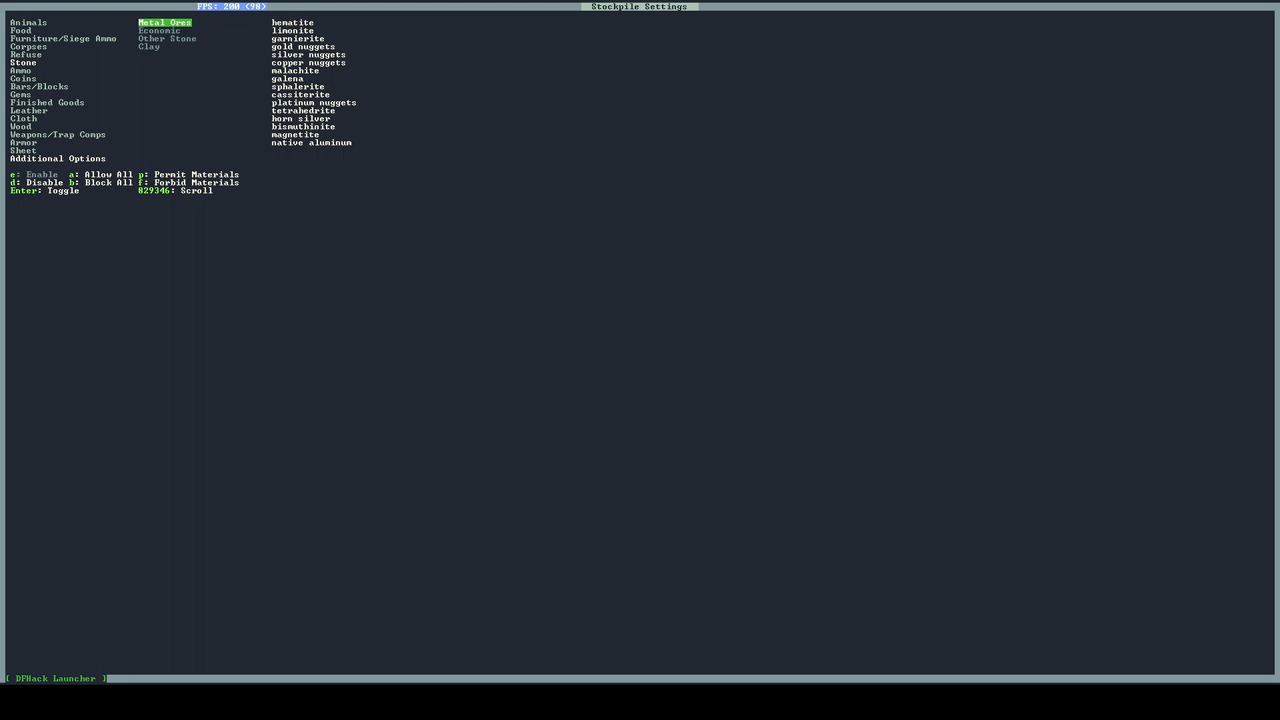 FPS: 200 (98)
Stockpile Settings
Animals Metal Ores hematite
Food Economic limonite
Furniture/Siege Ammo Other Stone garnierite
Corpses Clay gold nuggets
Refuse silver nuggets
Stone copper nuggets
Ammo malachite
Coins galena
Bars/Blocks sphalerite
Gems cassiterite
Finished Goods platinum nuggets
Leather tetrahedrite
Cloth horn silver
Wood bismuthinite
Weapons/Trap Comps magnetite
Armor native aluminum
Sheet
Additional Options
e: Enable a: Allow All p: Permit Materials
d: Disable b: Block All f: Forbid Materials
Enter: Toggle 829346: Scroll
[ DFHack Launcher ]